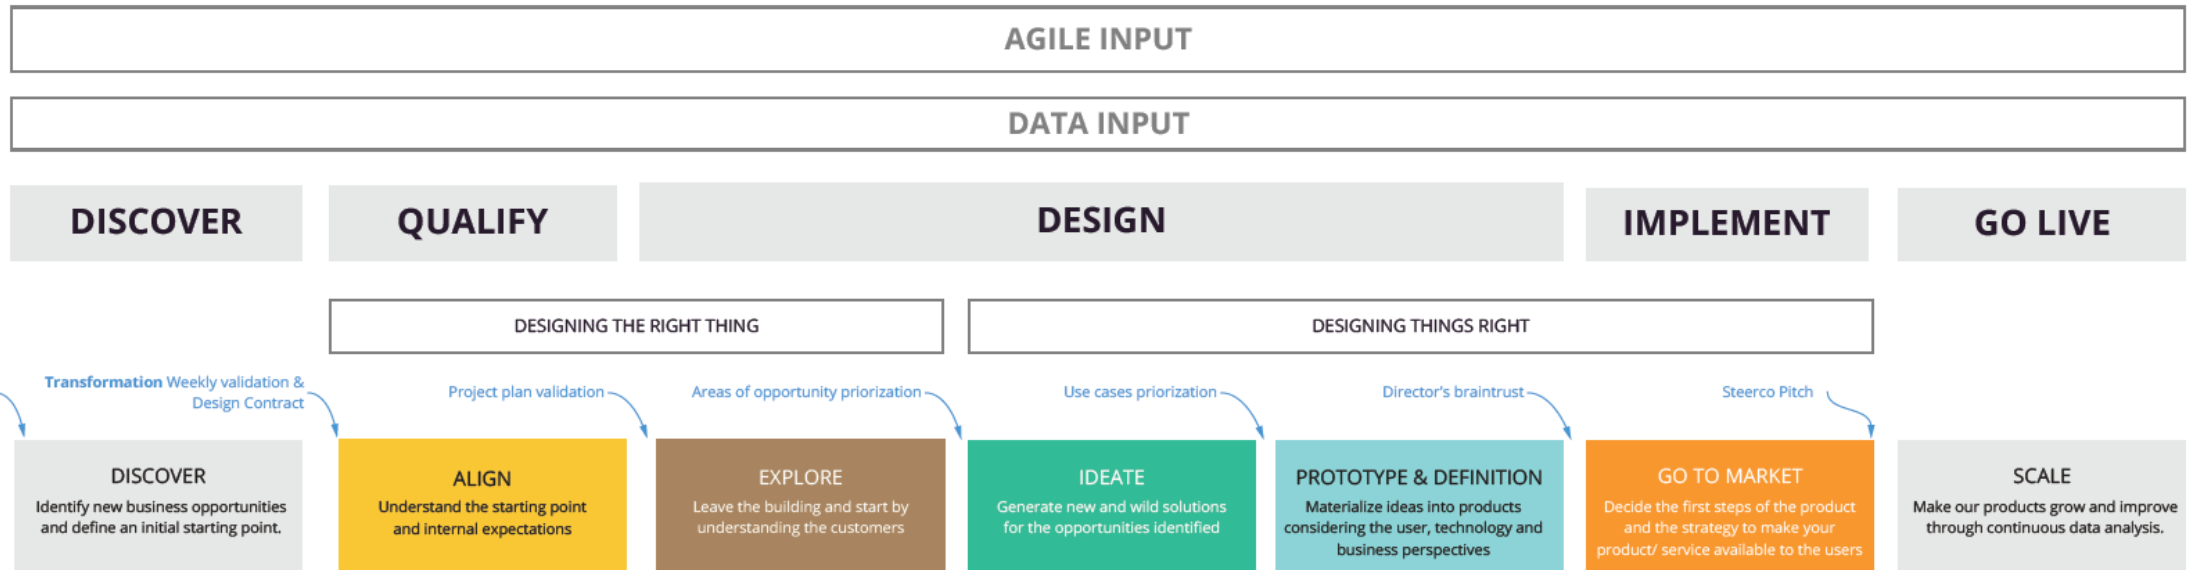 AGILE INPUT
DATA INPUT
DISCOVER
QUALIFY
DESIGN
IMPLEMENT
GO LIVE
DESIGNING THE RIGHT THING
DESIGNING THINGS RIGHT
Transformation Weekly validation &
Design Contract
Project plan validation
Areas of opportunity priorization
Use cases priorization
Director's braintrust
Steerco Pitch
DISCOVER
Identify new business opportunities
and define an initial starting point.
ALIGN
Understand the starting point
and internal expectations
EXPLORE
Leave the building and start by
understanding the customers
IDEATE
Generate new and wild solutions
for the opportunities identified
PROTOTYPE & DEFINITION
Materialize ideas into products
considering the user, technology and
business perspectives
GO TO MARKET
Decide the first steps of the product
and the strategy to make your
product/ service available to the users
SCALE
Make our products grow and improve
through continuous data analysis.